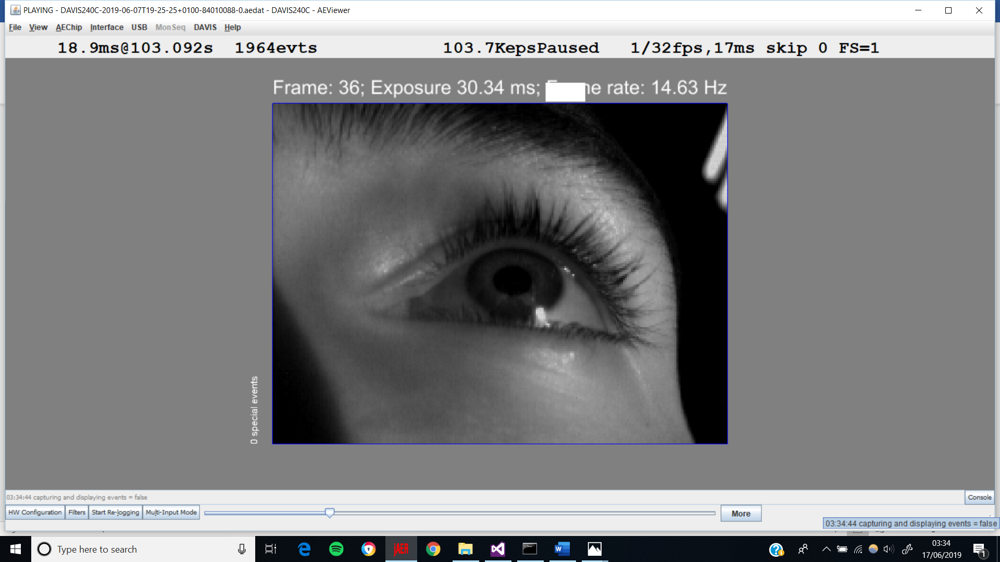 PLAYING - DAVIS240C-2019-06-07T19-25-25+0100-84010088-0.aedat - DAVIS240C - AEViewer
File View AEChip Interface USB MonSeq DAVIS Help
18.9ms@103.092s 1964evts 103.7KepsPaused 1/32fps,17ms skip 0 FS=1
Frame: 36; Exposure 30.34 ms; rate: 14.63 Hz
0 special events
03:34:44 capturing and displaying events = false
Console
HW Configuration Filters Start Re-logging Multi-Input Mode More
03:34:44 capturing and displaying events = false
Type here to search
jAER
03:34
17/06/2019
1